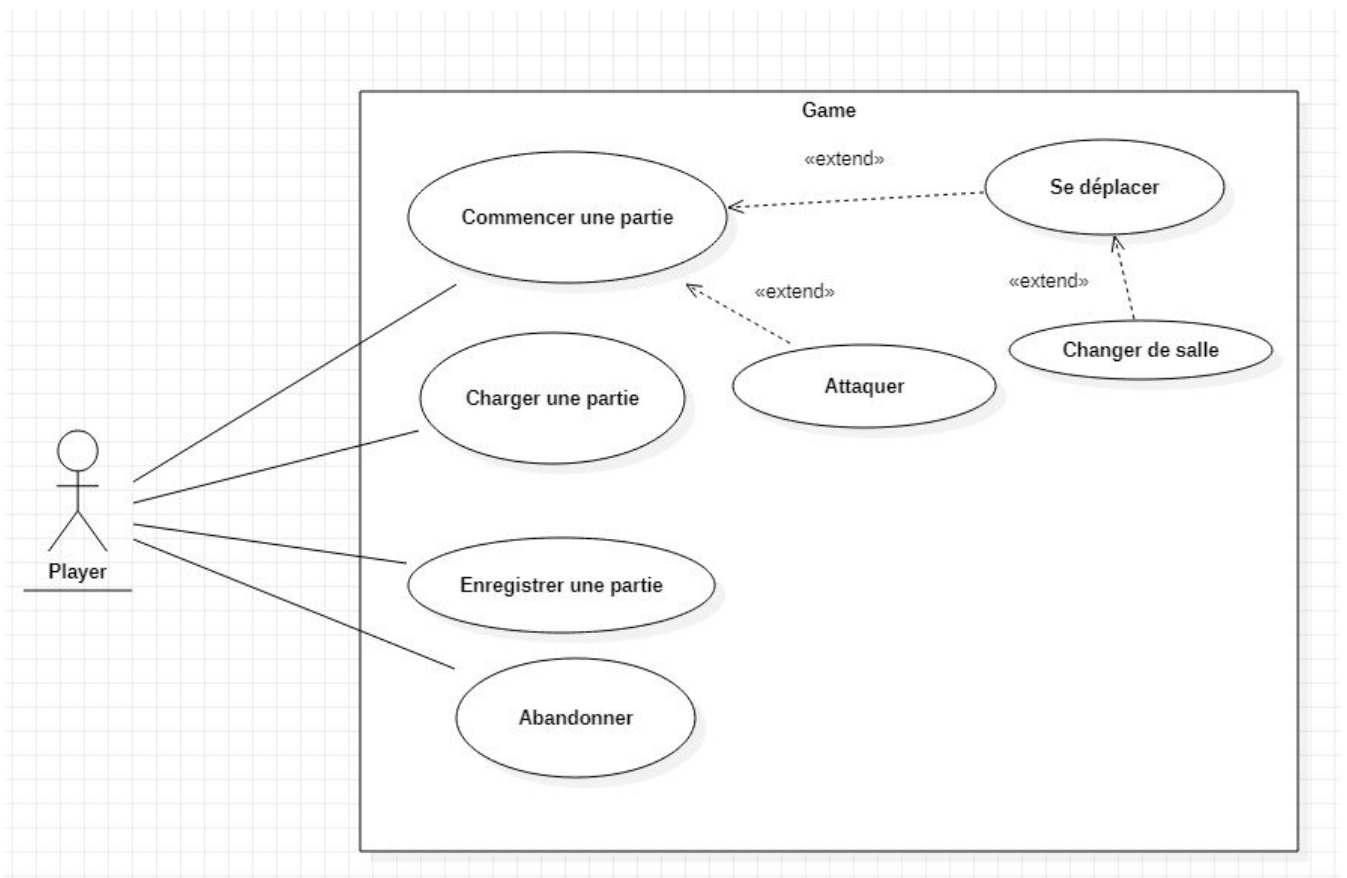 Game
«extend»
Se déplacer
Commencer une partie
«extend»
«extend»
Changer de salle
Attaquer
Charger une partie
Player
Enregistrer une partie
Abandonner